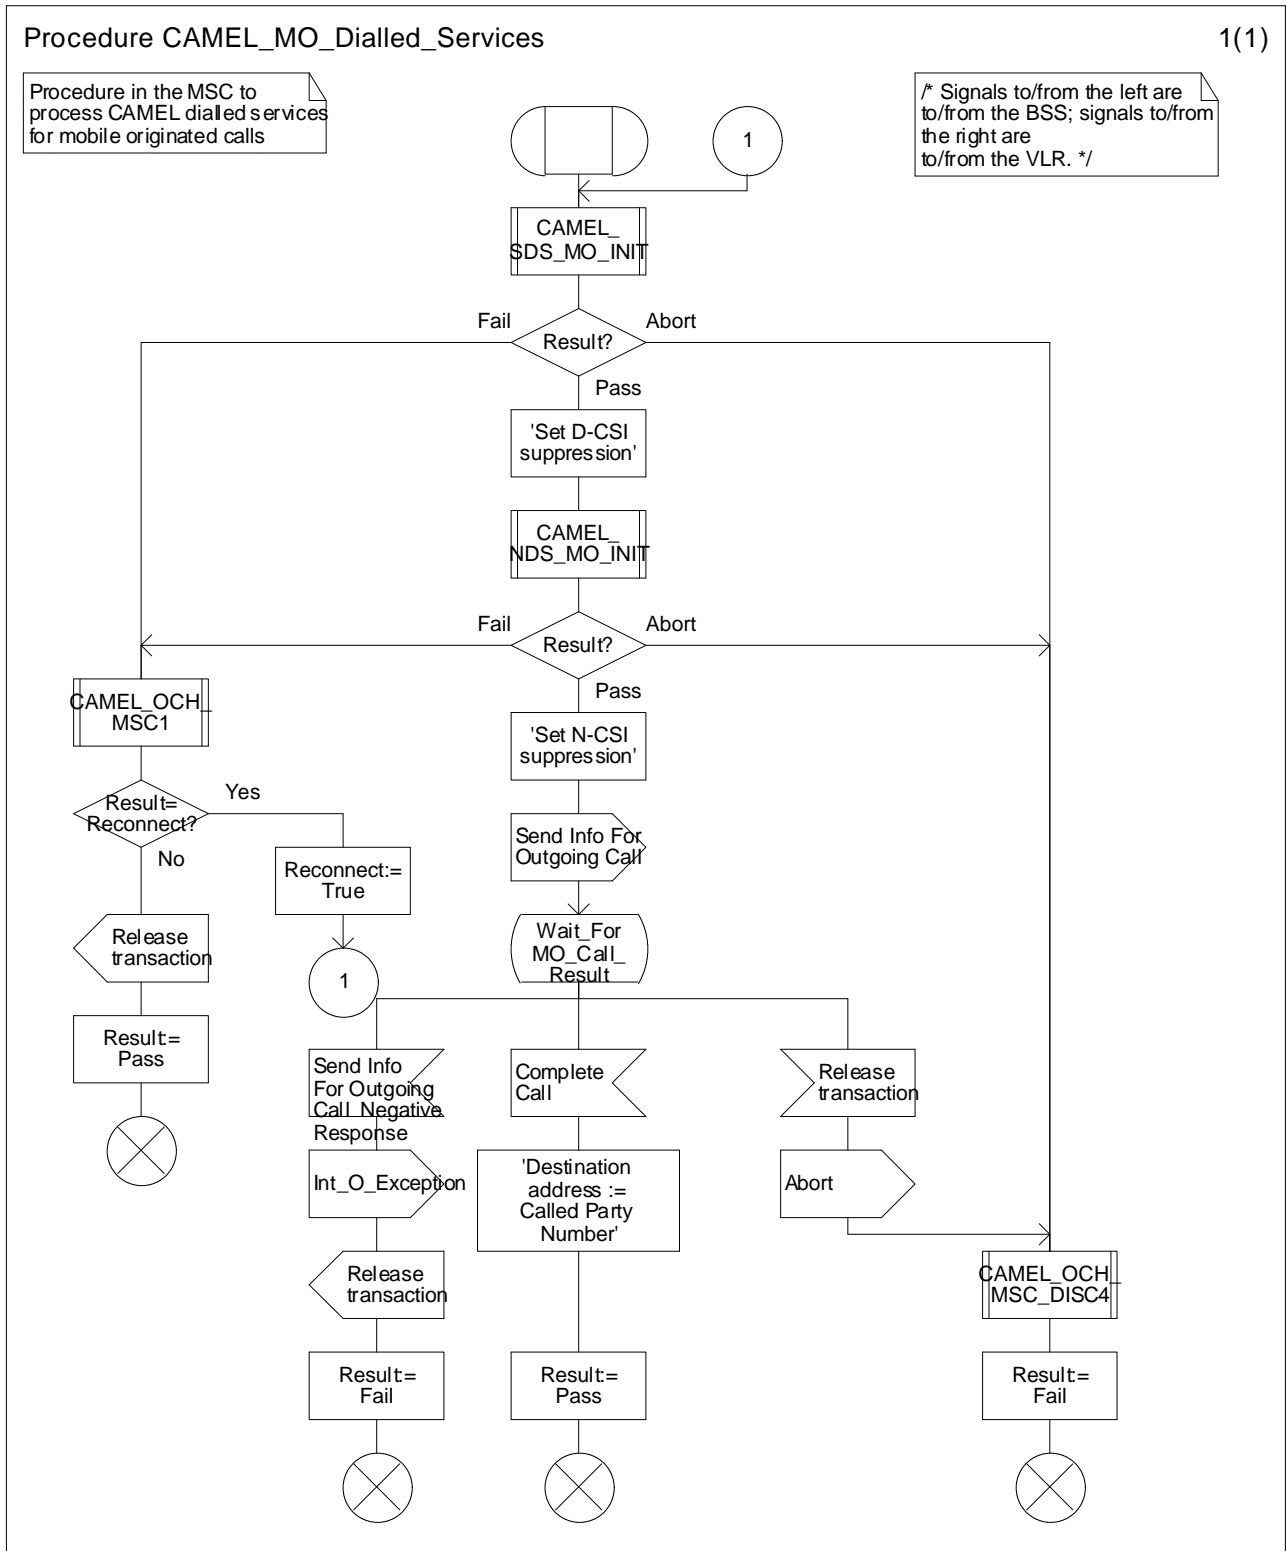 Procedure CAMEL_MO_Dialled_Services
1(1)
Procedure in the MSC to
process CAMEL dialled services
for mobile originated calls
/* Signals to/from the left are
to/from the BSS; signals to/from
the right are
to/from the VLR. */
1
CAMEL_
SDS_MO_INIT
Fail
Result?
Abort
Pass
'Set D-CSI
suppression'
CAMEL_
NDS_MO_INIT
Fail
Result?
Abort
Pass
CAMEL_OCH_
MSC1
'Set N-CSI
suppression'
Result=
Reconnect?
Yes
No
Reconnect:=
True
Send Info For
Outgoing Call
Release
transaction
1
Wait_For
MO_Call_
Result
Result:=
Pass
Send Info
For Outgoing
Call Negative
Response
Complete
Call
Release
transaction
Int_O_Exception
'Destination
address :=
Called Party
Number'
Abort
Release
transaction
CAMEL_OCH_
MSC_DISC4
Result:=
Fail
Result:=
Pass
Result:=
Fail